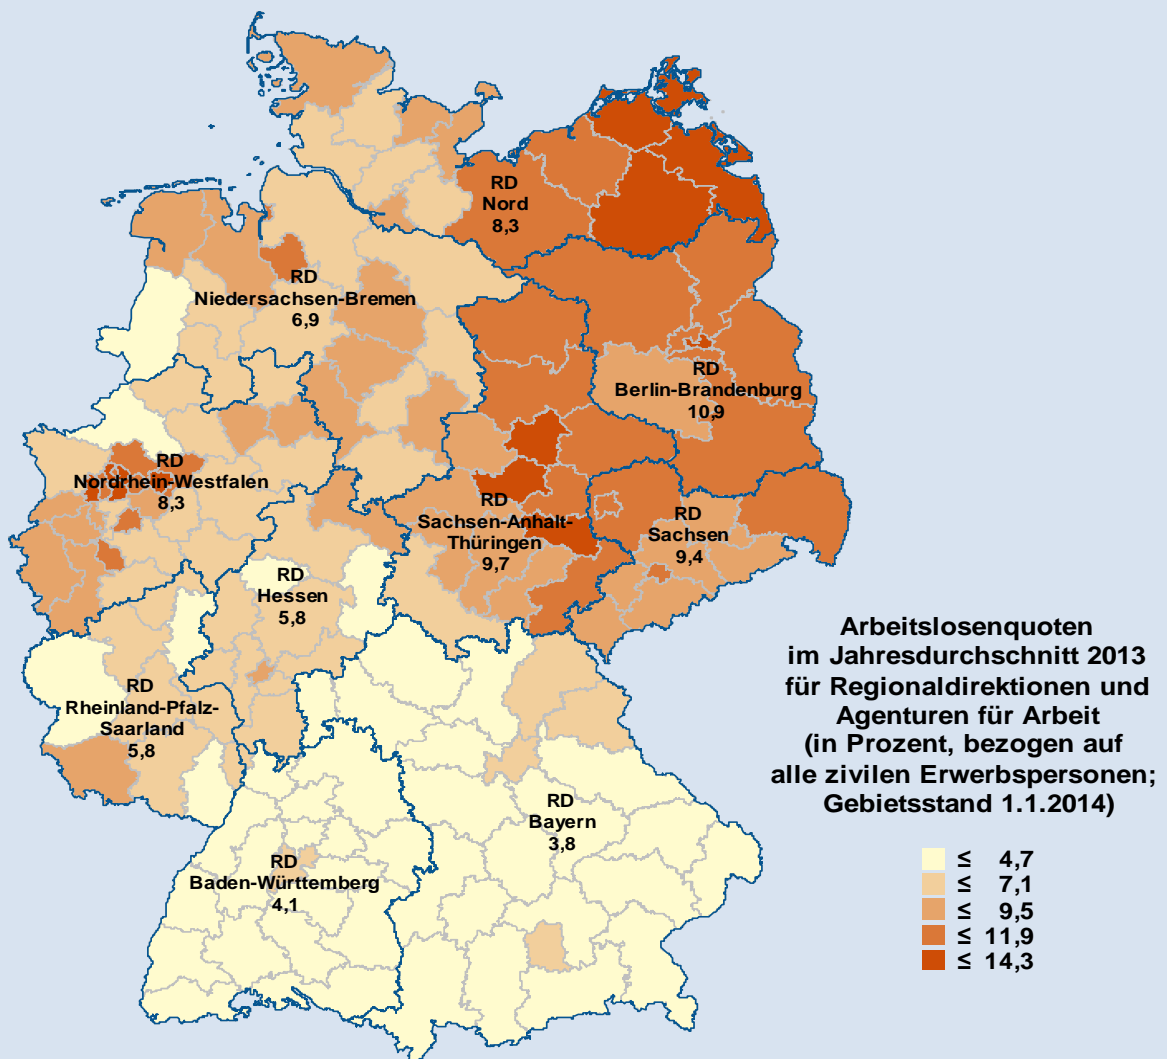 RD
Nord
8,3
RD
Niedersachsen-Bremen
6,9
RD
Berlin-Brandenburg
10,9
RD
Nordrhein-Westfalen
8,3
RD
Sachsen-Anhalt-
Thüringen
9,7
RD
Sachsen
9,4
RD
Hessen
5,8
RD
Rheinland-Pfalz-
Saarland
5,8
RD
Bayern
3,8
RD
Baden-Württemberg
4,1
Arbeitslosenquoten
im Jahresdurchschnitt 2013
für Regionaldirektionen und
Agenturen für Arbeit
(in Prozent, bezogen auf
alle zivilen Erwerbspersonen;
Gebietsstand 1.1.2014)
≤ 4,7
≤ 7,1
≤ 9,5
≤ 11,9
≤ 14,3